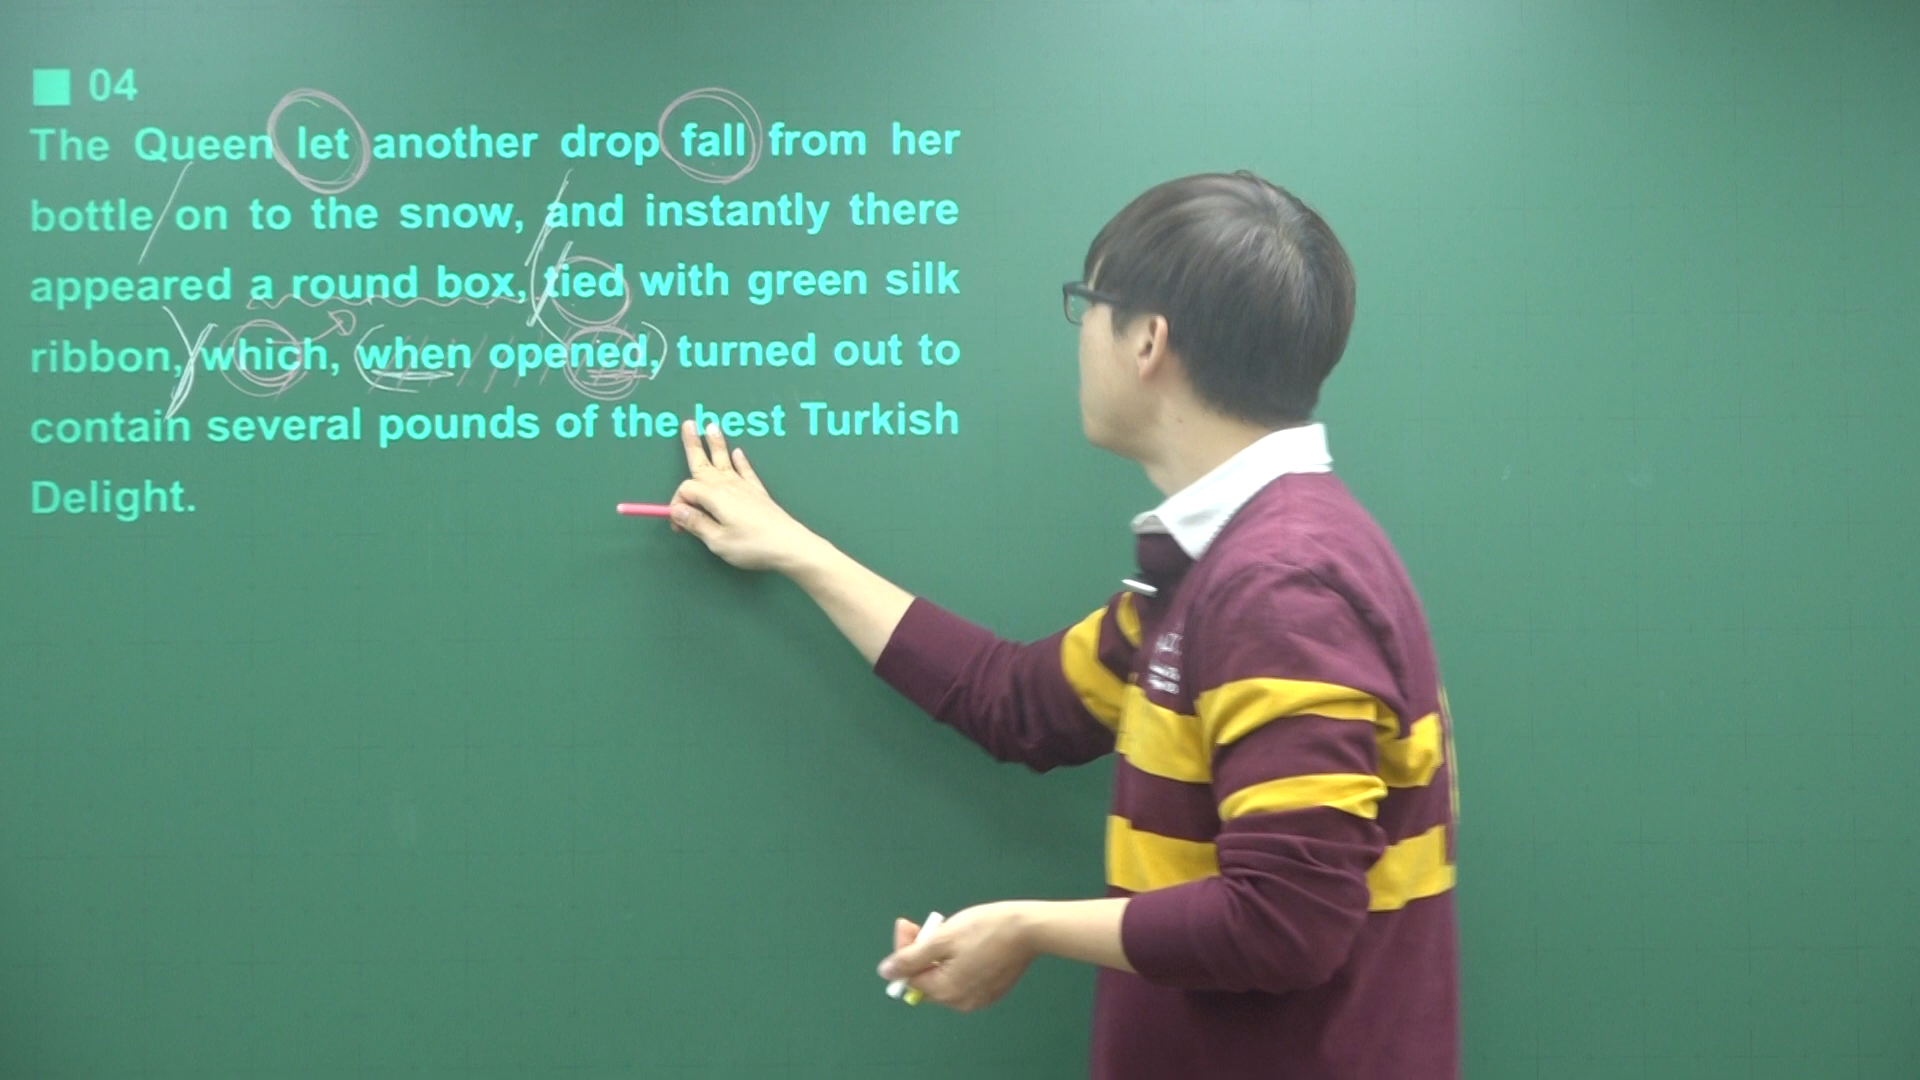 ■ 04
The Queen let another drop fall from her
bottle on to the snow, and instantly there
appeared a round box, tied with green silk
ribbon, which, when opened, turned out to
contain several pounds of the best Turkish
Delight.